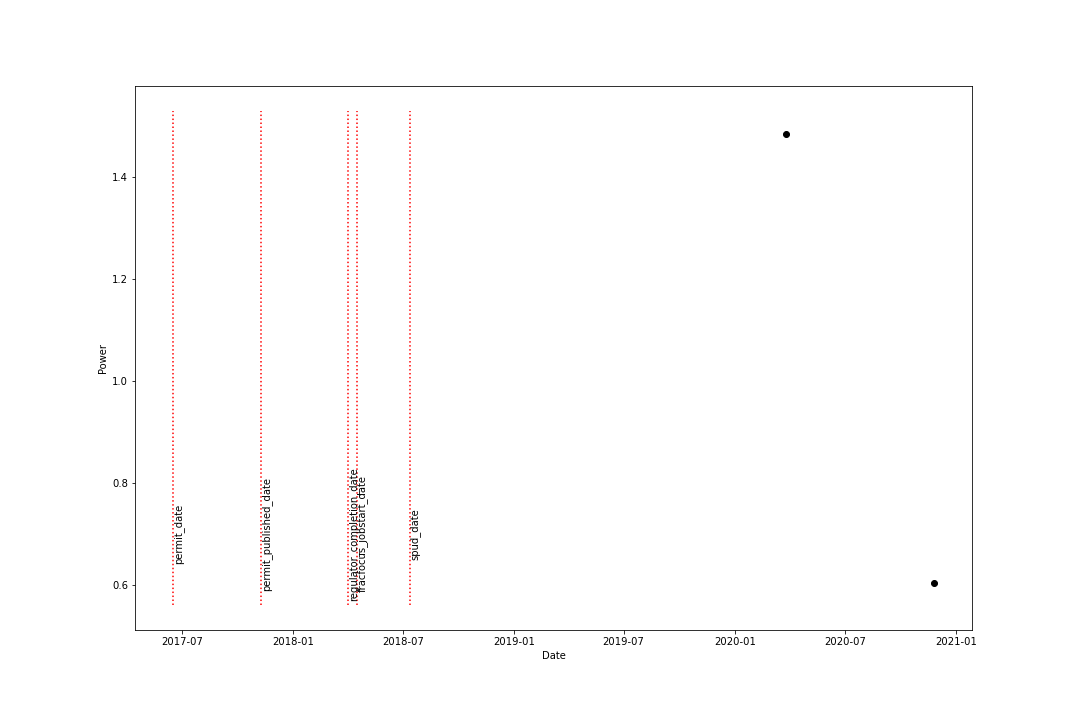 1.4
1.2
1.0
0.8
0.6
Power
permit_date
permit_published_date
regulator_completion_date
fracfocus_jobstart_date
spud_date
2017-07
2018-01
2018-07
2019-01
2019-07
2020-01
2020-07
2021-01
Date